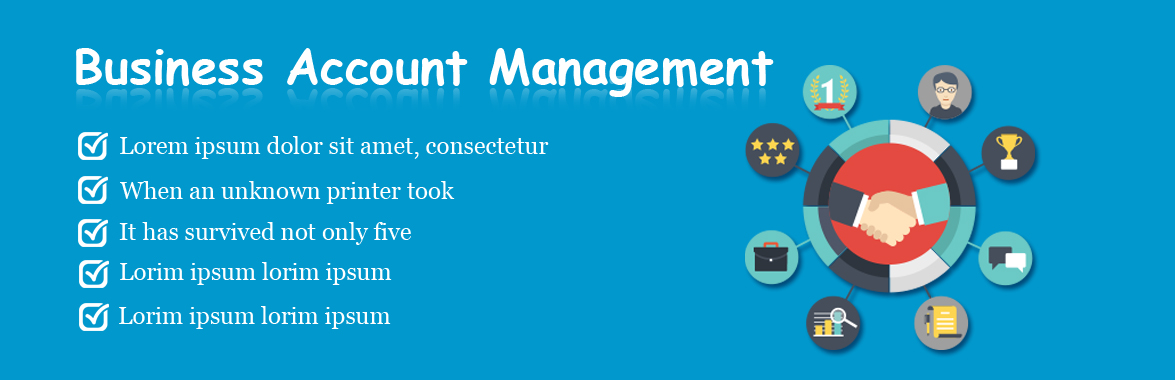 Business Account Management
1
Lorem ipsum dolor sit amet, consectetur
When an unknown printer took
It has survived not only five
Lorim ipsum lorim ipsum
Lorim ipsum lorim ipsum